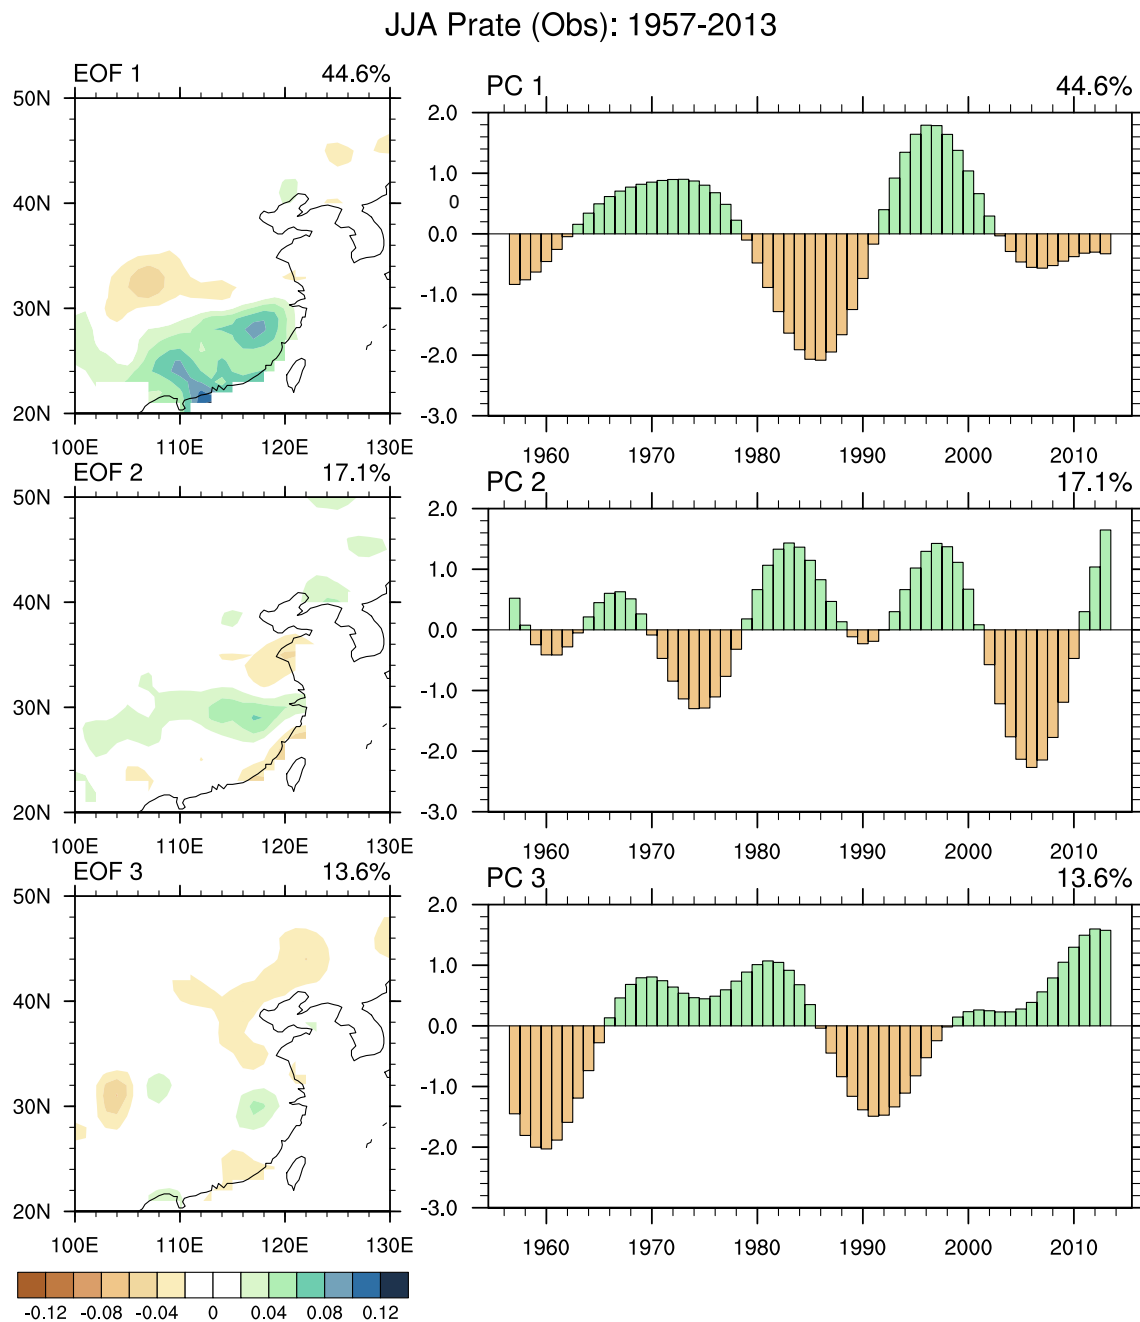 JJA Prate (Obs): 1957-2013
EOF 1 44.6%
50N
40N
30N
20N
100E 110E 120E 130E
PC 1 44.6%
2.0
1.0
0
0.0
-1.0
-2.0
-3.0
1960 1970 1980 1990 2000 2010
EOF 2 17.1%
50N
40N
30N
20N
100E 110E 120E 130E
PC 2 17.1%
2.0
1.0
0.0
-1.0
-2.0
-3.0
1960 1970 1980 1990 2000 2010
EOF 3 13.6%
50N
40N
30N
20N
100E 110E 120E 130E
PC 3 13.6%
2.0
1.0
0.0
-1.0
-2.0
-3.0
1960 1970 1980 1990 2000 2010
-0.12 -0.08 -0.04 0 0.04 0.08 0.12